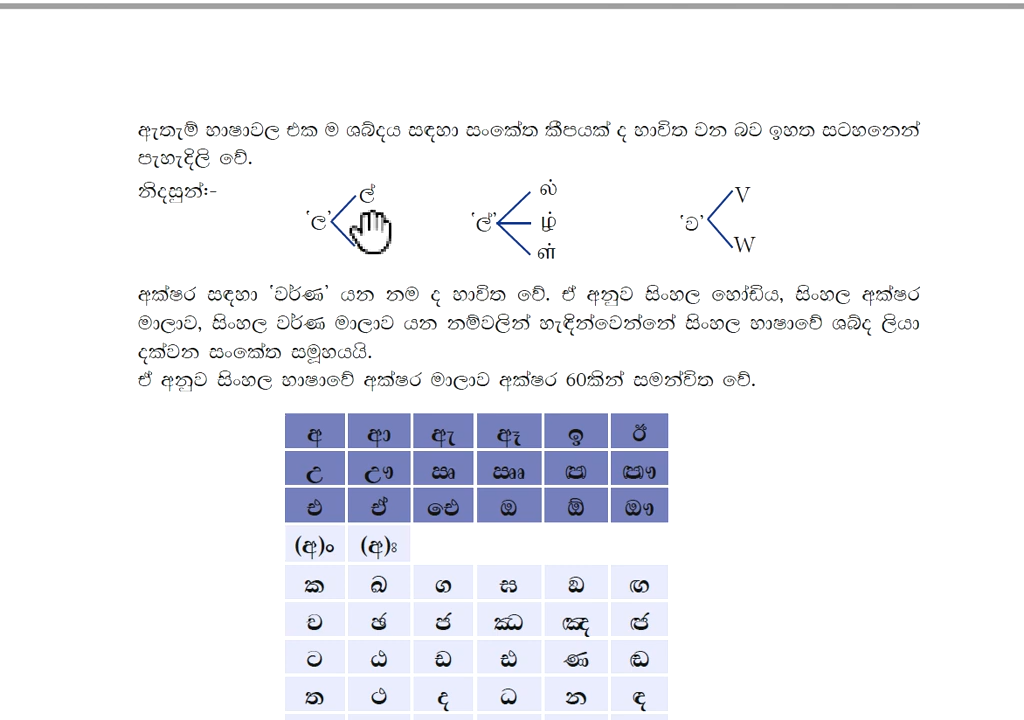 ඇතැම් භාෂාවල එක ම ශබ්දය සඳහා සංකේත කීපයක් ද භාවිත වන බව ඉහත සටහනෙන්
පැහැදිලි වේ.
නිදසුන්:-
'ල' ල්
'ල්' ல் ழ் ள்
'ව' V W
අක්ෂර සඳහා 'වර්ණ' යන නම ද භාවිත වේ. ඒ අනුව සිංහල හෝඩිය, සිංහල අක්ෂර
මාලාව, සිංහල වර්ණ මාලාව යන නම්වලින් හැඳින්වෙන්නේ සිංහල භාෂාවේ ශබ්ද ලියා
දක්වන සංකේත සමූහයයි.
ඒ අනුව සිංහල භාෂාවේ අක්ෂර මාලාව අක්ෂර 60කින් සමන්විත වේ.
අ ආ ඇ ඈ ඉ ඊ
උ ඌ ඍ ඎ ඏ ඐ
එ ඒ ඓ ඔ ඕ ඖ
(අ)ං (අ)ඃ
ක ඛ ග ඝ ඞ ඟ
ච ඡ ජ ඣ ඤ ඦ
ට ඨ ඩ ඪ ණ ඬ
ත ථ ද ධ න ඳ